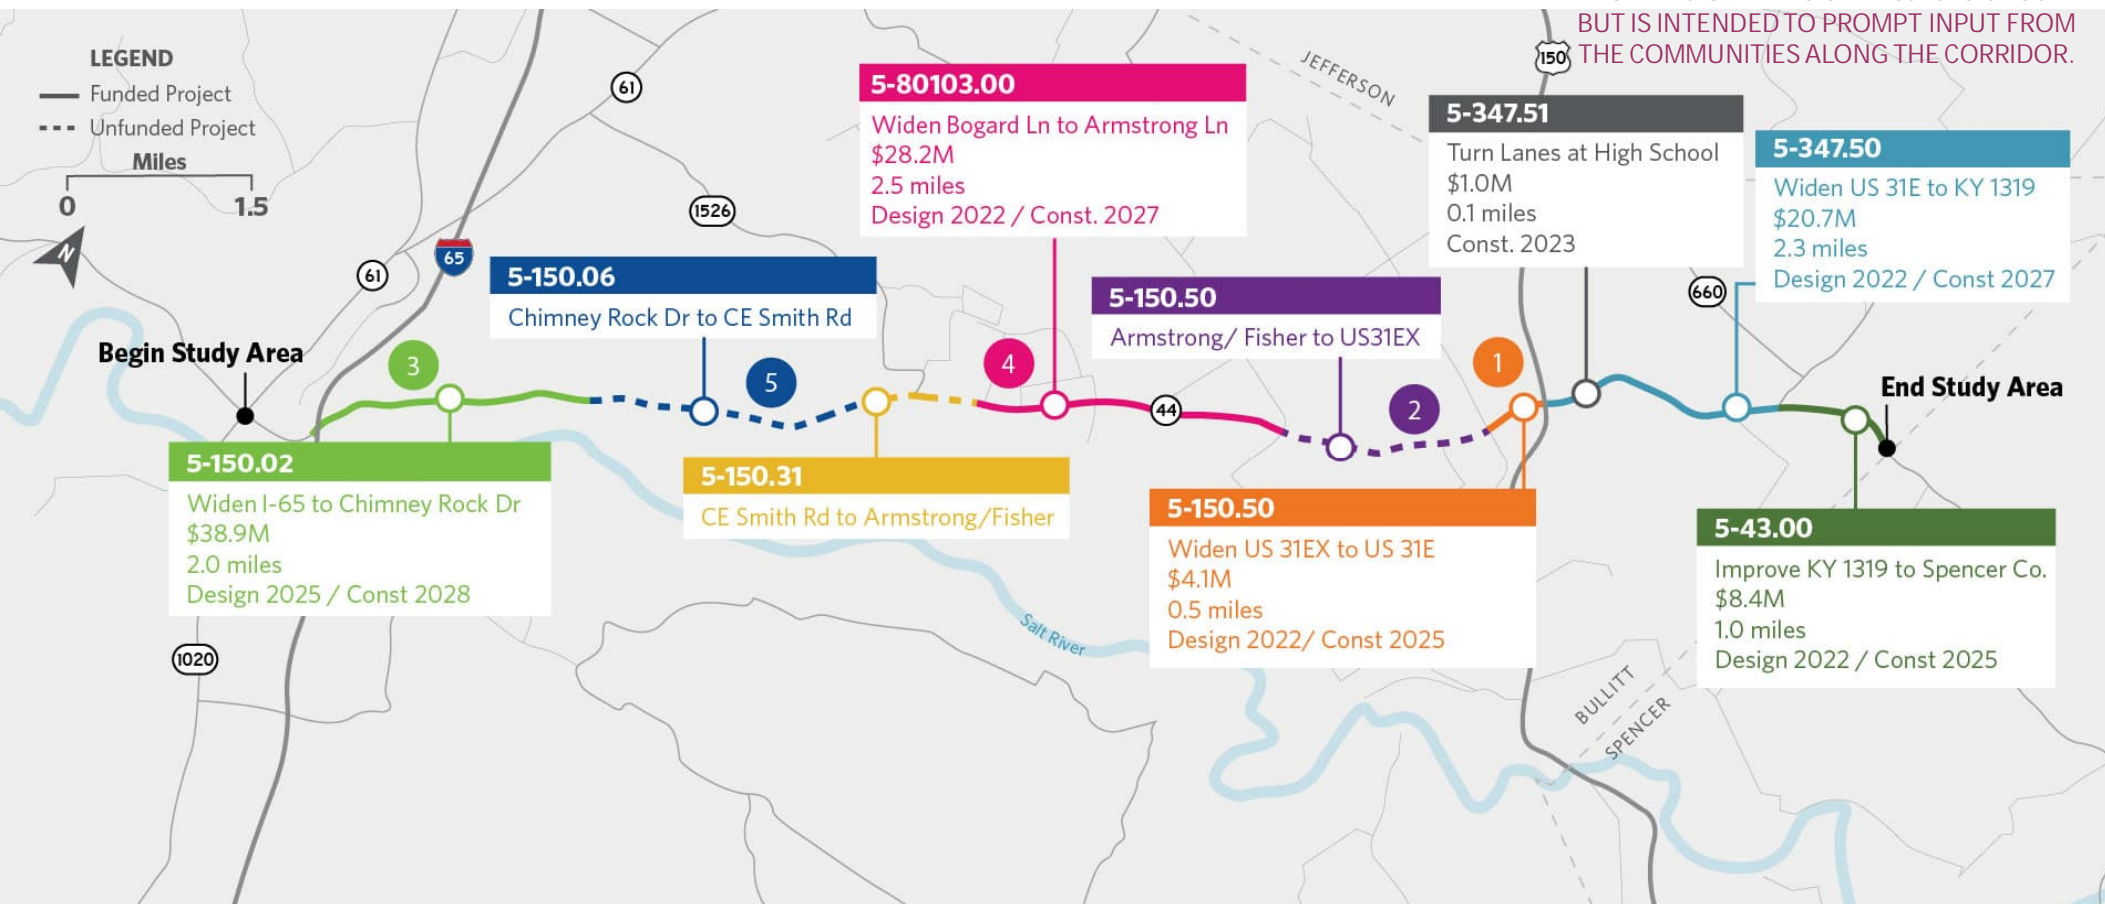 BUT IS INTENDED TO PROMPT INPUT FROM
THE COMMUNITIES ALONG THE CORRIDOR.
LEGEND
Funded Project
Unfunded Project
Miles
0 1.5
N
61
61
65
1526
1020
150
660
44
JEFFERSON
BULLITT
SPENCER
Salt River
Begin Study Area
End Study Area
3
5-150.02
Widen I-65 to Chimney Rock Dr
$38.9M
2.0 miles
Design 2025 / Const 2028
5-150.06
Chimney Rock Dr to CE Smith Rd
5
5-150.31
CE Smith Rd to Armstrong/Fisher
5-80103.00
Widen Bogard Ln to Armstrong Ln
$28.2M
2.5 miles
Design 2022 / Const. 2027
4
5-150.50
Armstrong/ Fisher to US31EX
2
1
5-150.50
Widen US 31EX to US 31E
$4.1M
0.5 miles
Design 2022/ Const 2025
5-347.51
Turn Lanes at High School
$1.0M
0.1 miles
Const. 2023
5-347.50
Widen US 31E to KY 1319
$20.7M
2.3 miles
Design 2022 / Const 2027
5-43.00
Improve KY 1319 to Spencer Co.
$8.4M
1.0 miles
Design 2022 / Const 2025